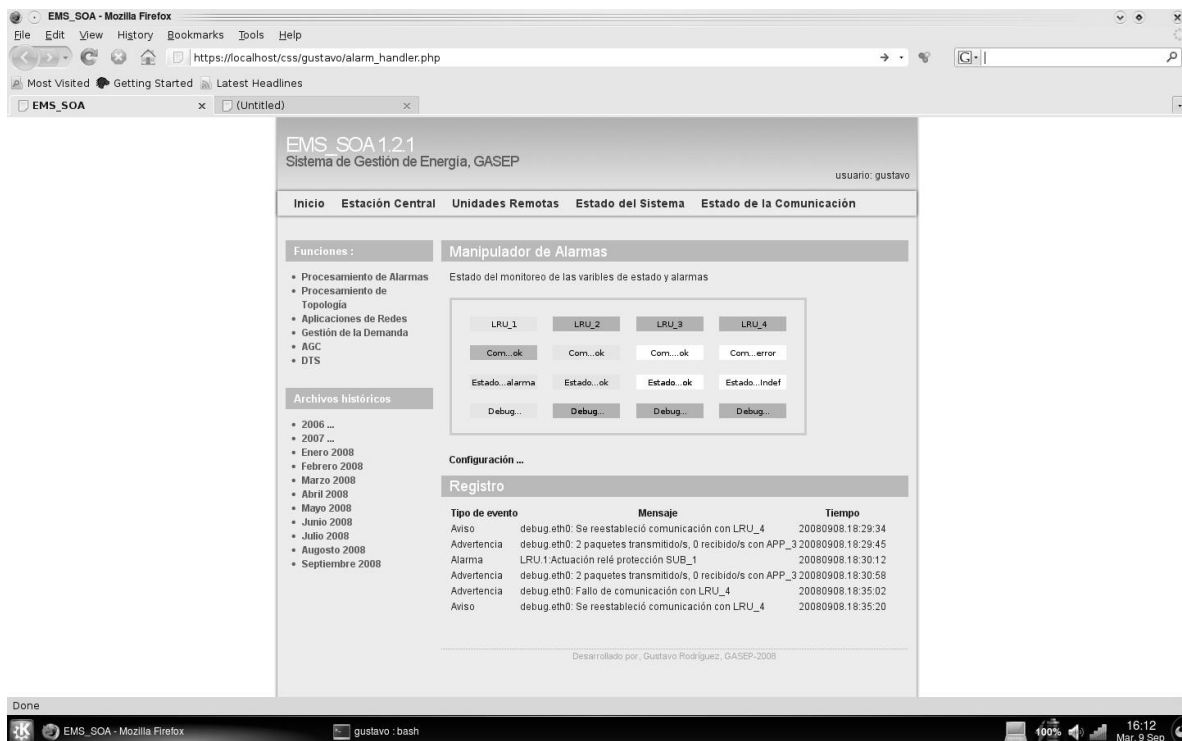 EMS_SOA - Mozilla Firefox
File Edit View History Bookmarks Tools Help
https://localhost/css/gustavo/alarm_handler.php
G
Most Visited Getting Started Latest Headlines
EMS_SOA (Untitled)
EMS_SOA 1.2.1
Sistema de Gestión de Energía, GASEP
usuario: gustavo
Inicio Estación Central Unidades Remotas Estado del Sistema Estado de la Comunicación
Funciones :
• Procesamiento de Alarmas
• Procesamiento de
Topología
• Aplicaciones de Redes
• Gestión de la Demanda
• AGC
• DTS
Archivos históricos
• 2006 ...
• 2007 ...
• Enero 2008
• Febrero 2008
• Marzo 2008
• Abril 2008
• Mayo 2008
• Junio 2008
• Julio 2008
• Augosto 2008
• Septiembre 2008
Manipulador de Alarmas
Estado del monitoreo de las varibles de estado y alarmas
LRU_1 LRU_2 LRU_3 LRU_4
Com...ok Com...ok Com....ok Com...error
Estado...alarma Estado...ok Estado...ok Estado...Indef
Debug... Debug... Debug... Debug...
Configuración ...
Registro
Tipo de evento Mensaje Tiempo
Aviso debug.eth0: Se reestableció comunicación con LRU_4 20080908.18:29:34
Advertencia debug.eth0: 2 paquetes transmitido/s, 0 recibido/s con APP_3 20080908.18:29:45
Alarma LRU.1:Actuación relé protección SUB_1 20080908.18:30:12
Advertencia debug.eth0: 2 paquetes transmitido/s, 0 recibido/s con APP_3 20080908.18:30:58
Advertencia debug.eth0: Fallo de comunicación con LRU_4 20080908.18:35:02
Aviso debug.eth0: Se reestableció comunicación con LRU_4 20080908.18:35:20
Desarrollado por, Gustavo Rodríguez, GASEP-2008
Done
EMS_SOA - Mozilla Firefox gustavo : bash 100% 16:12
Mar, 9 Sep